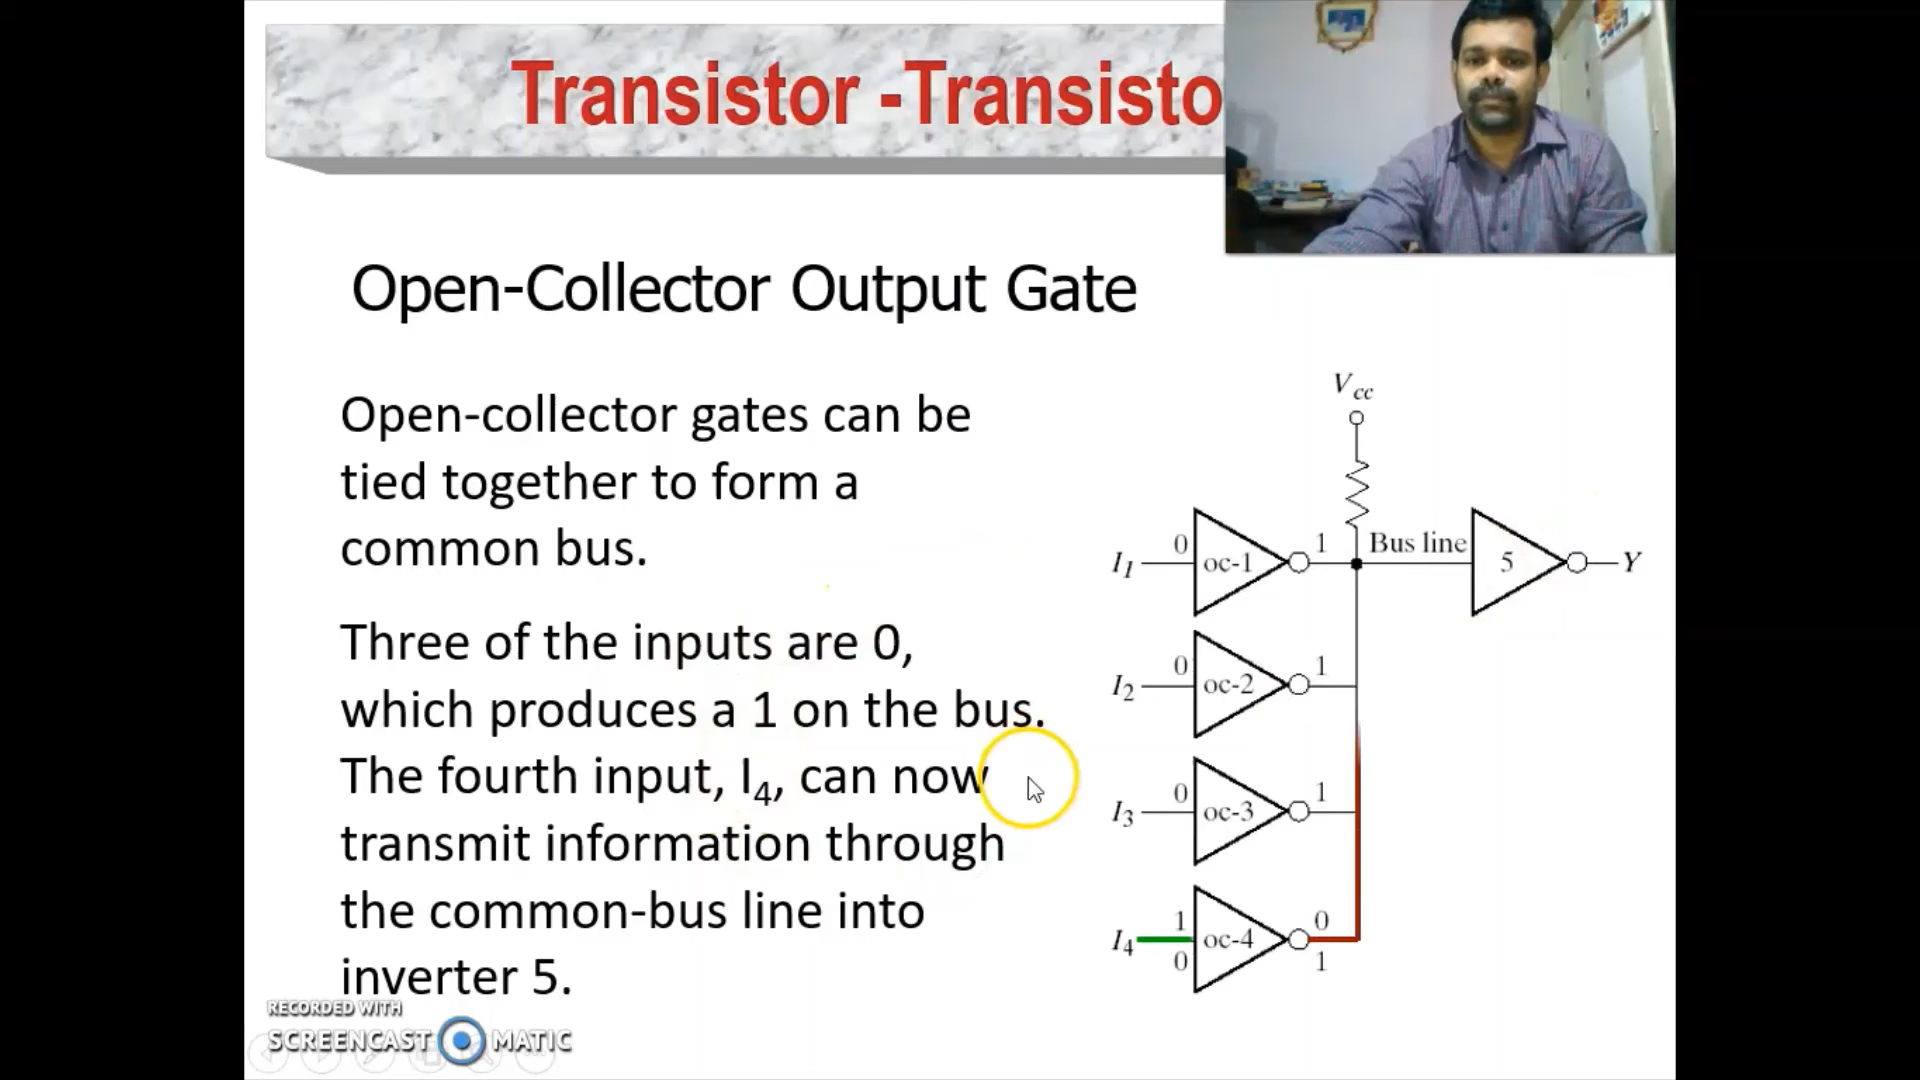 Transistor -Transisto
Open-Collector Output Gate
Open-collector gates can be
tied together to form a
common bus.
Three of the inputs are 0,
which produces a 1 on the bus.
The fourth input, I4, can now
transmit information through
the common-bus line into
inverter 5.
Vcc
I1 0 oc-1 1 Bus line 5 Y
I2 0 oc-2 1
I3 0 oc-3 1
1 0
I4 oc-4
0 1
RECORDED WITH
SCREENCAST MATIC